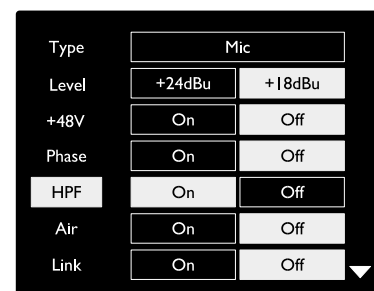 Type Mic
Level +24dBu +18dBu
+48V On Off
Phase On Off
HPF On Off
Air On Off
Link On Off